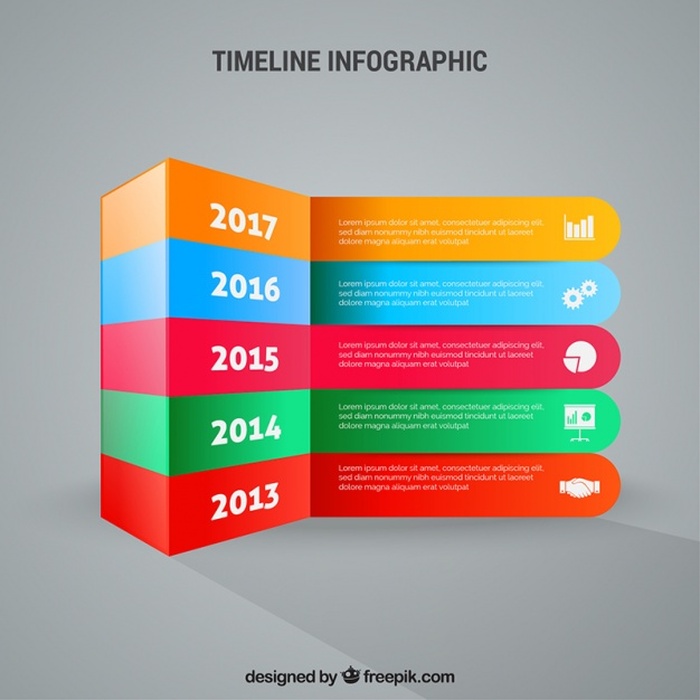 TIMELINE INFOGRAPHIC
2017
Lorem ipsum dolor sit amet, consectetuer adipiscing elit,
sed diam nonummy nibh euismod tincidunt ut laoreet
dolore magna aliquam erat volutpat
2016
Lorem ipsum dolor sit amet, consectetuer adipiscing elit,
sed diam nonummy nibh euismod tincidunt ut laoreet
dolore magna aliquam erat volutpat
2015
Lorem ipsum dolor sit amet, consectetuer adipiscing elit,
sed diam nonummy nibh euismod tincidunt ut laoreet
dolore magna aliquam erat volutpat
2014
Lorem ipsum dolor sit amet, consectetuer adipiscing elit,
sed diam nonummy nibh euismod tincidunt ut laoreet
dolore magna aliquam erat volutpat
2013
Lorem ipsum dolor sit amet, consectetuer adipiscing elit,
sed diam nonummy nibh euismod tincidunt ut laoreet
dolore magna aliquam erat volutpat
designed by freepik.com